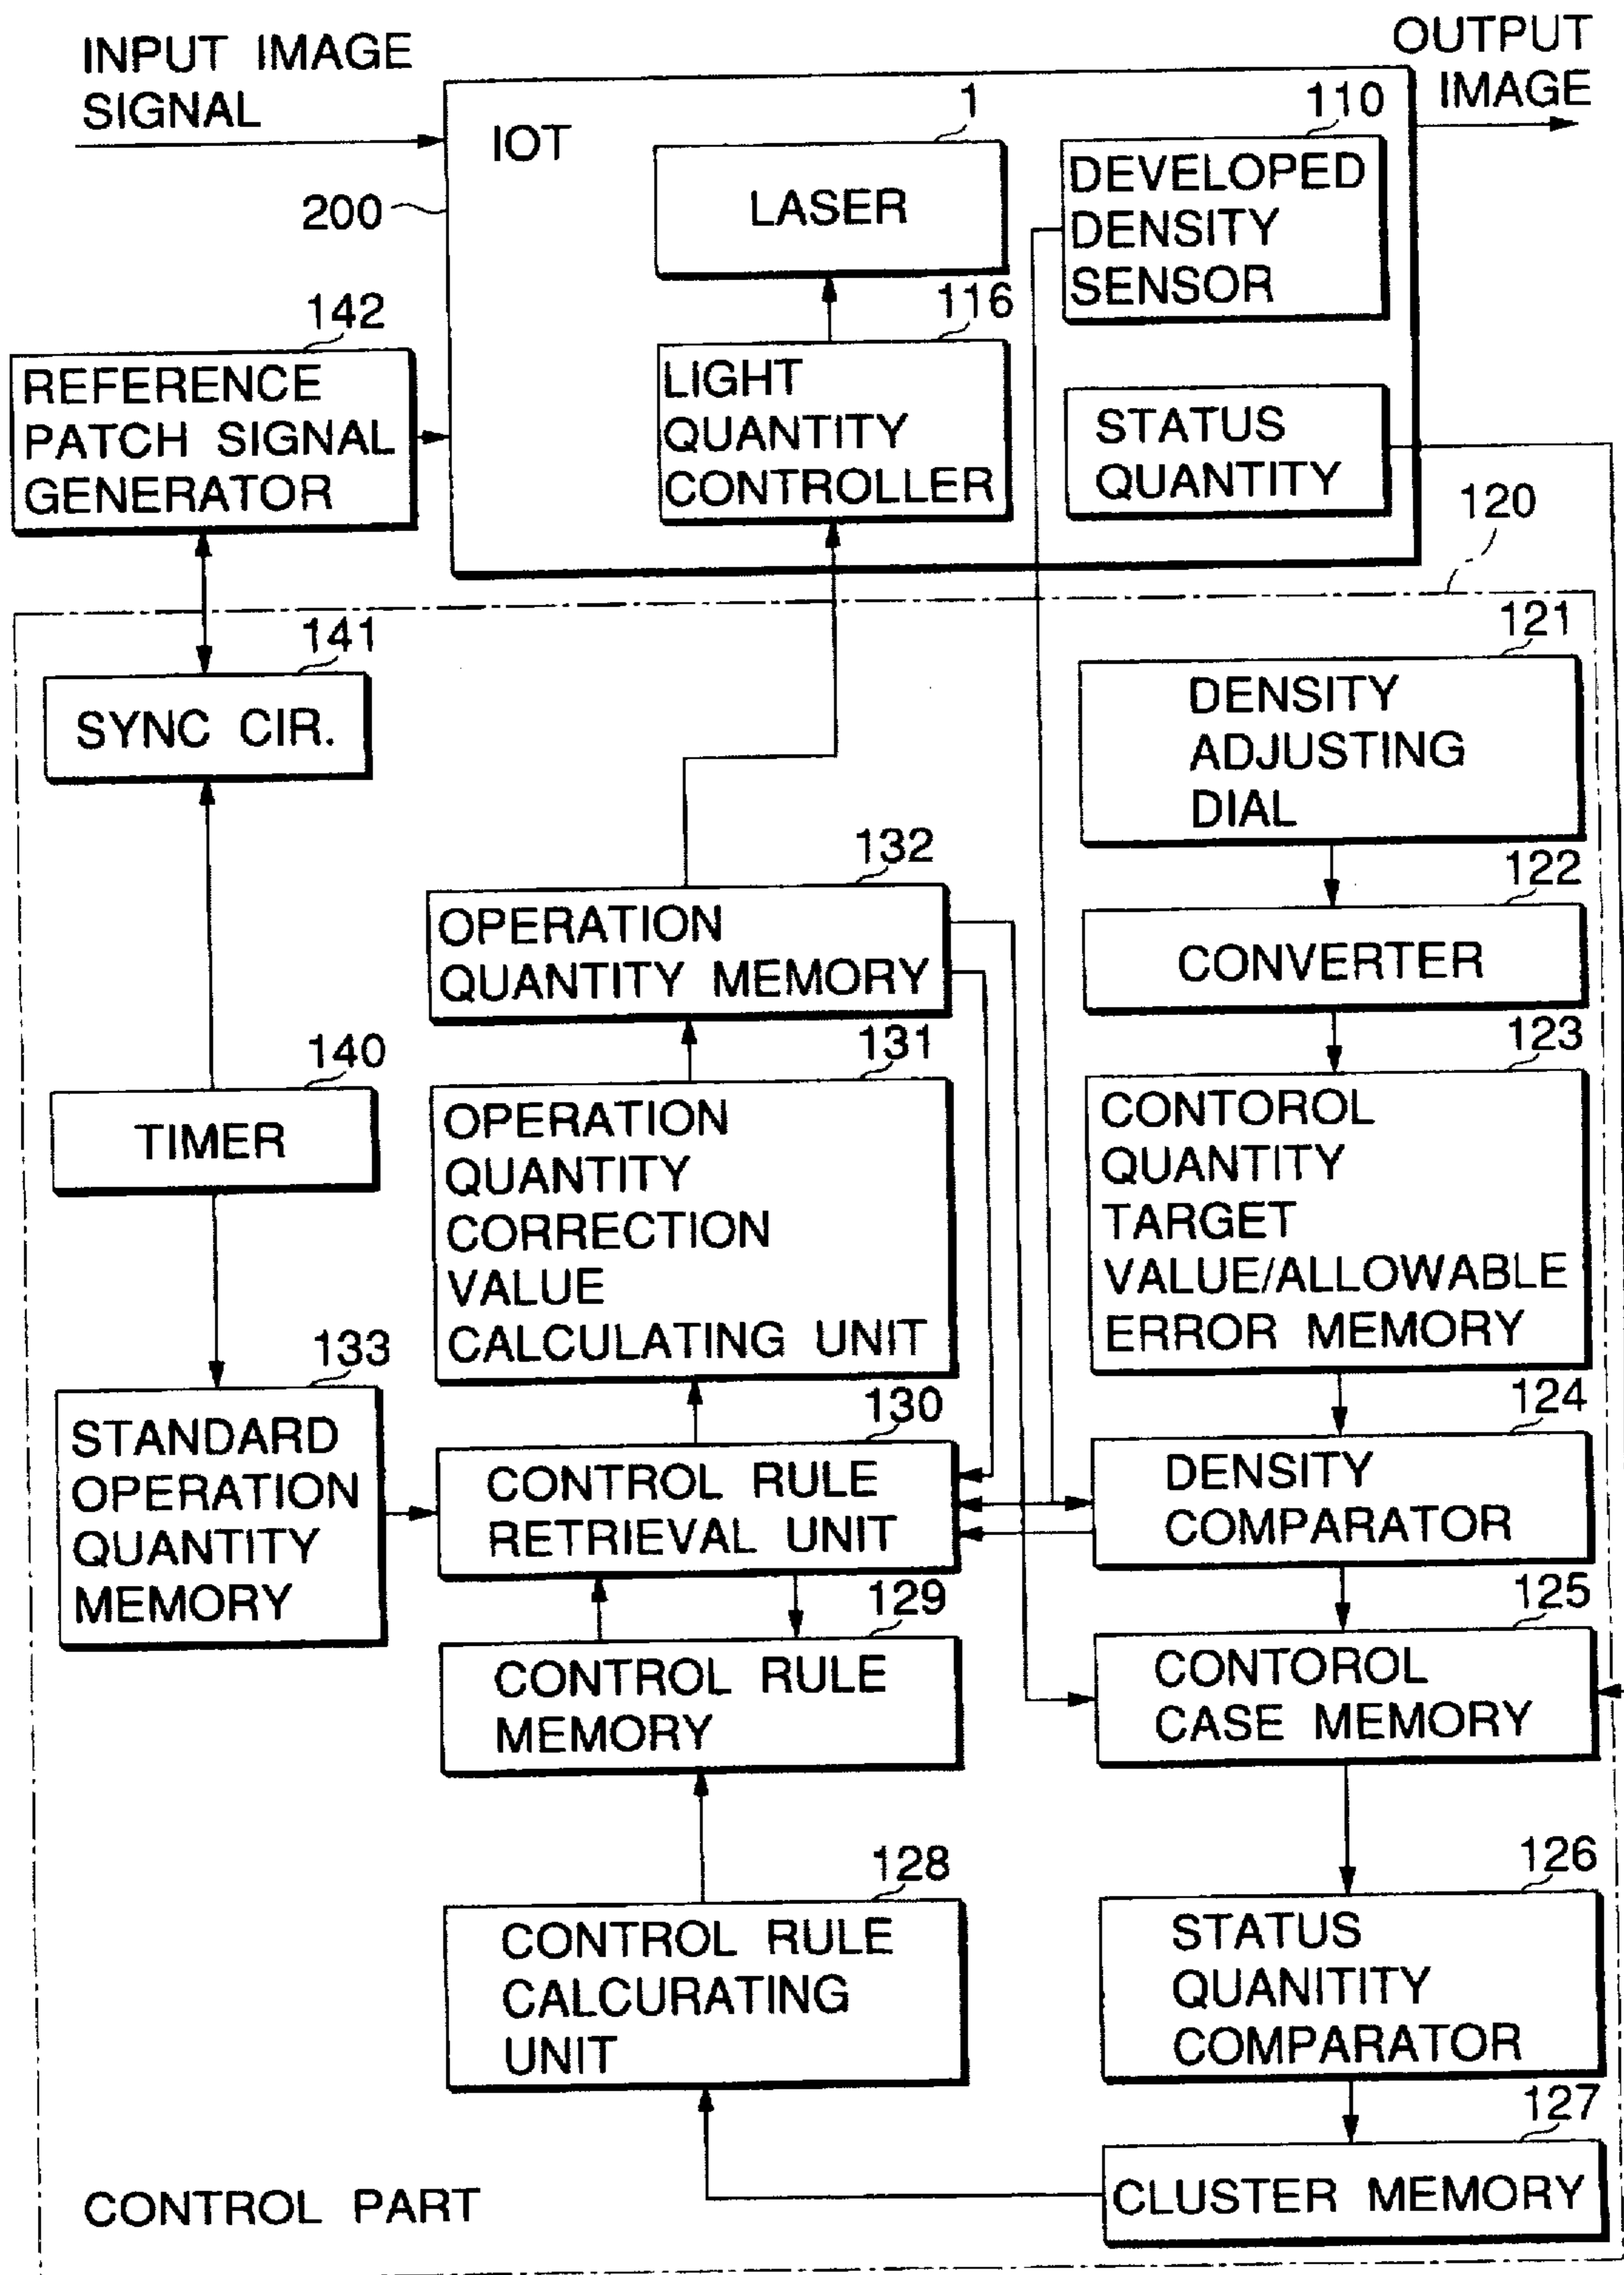 INPUT IMAGE
SIGNAL
OUTPUT
IMAGE
IOT
200
1
LASER
110
DEVELOPED
DENSITY
SENSOR
116
LIGHT
QUANTITY
CONTROLLER
STATUS
QUANTITY
142
REFERENCE
PATCH SIGNAL
GENERATOR
120
141
SYNC CIR.
121
DENSITY
ADJUSTING
DIAL
132
OPERATION
QUANTITY MEMORY
122
CONVERTER
140
TIMER
131
OPERATION
QUANTITY
CORRECTION
VALUE
CALCULATING UNIT
123
CONTOROL
QUANTITY
TARGET
VALUE/ALLOWABLE
ERROR MEMORY
133
STANDARD
OPERATION
QUANTITY
MEMORY
130
CONTROL RULE
RETRIEVAL UNIT
124
DENSITY
COMPARATOR
129
CONTROL RULE
MEMORY
125
CONTOROL
CASE MEMORY
128
CONTROL RULE
CALCURATING
UNIT
126
STATUS
QUANITITY
COMPARATOR
127
CLUSTER MEMORY
CONTROL PART